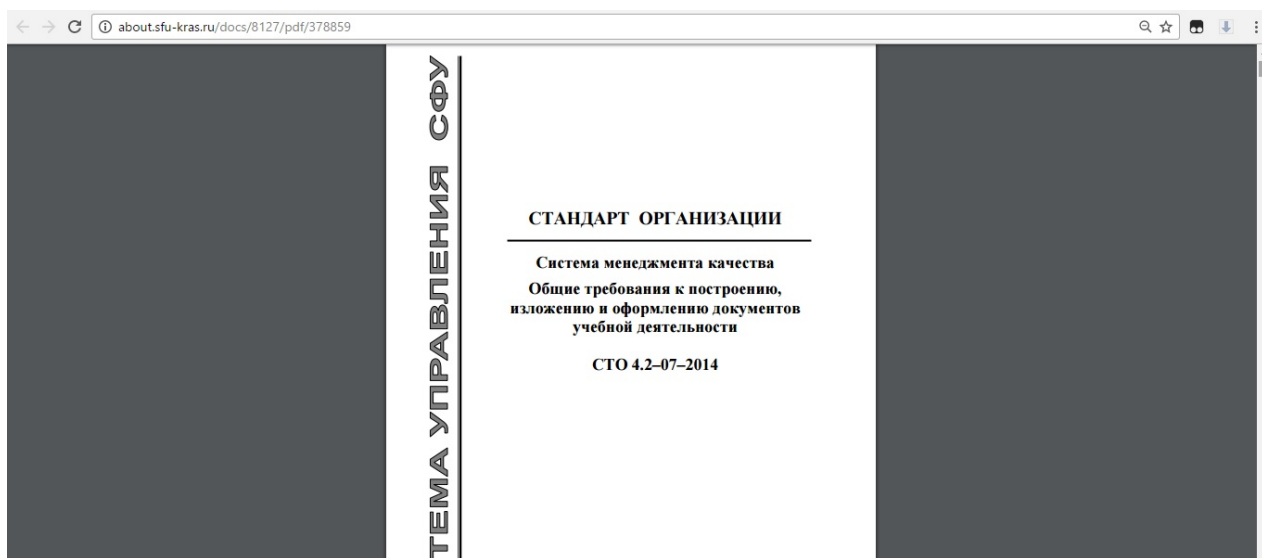 about.sfu-kras.ru/docs/8127/pdf/378859
ТЕМА УПРАВЛЕНИЯ СФУ
СТАНДАРТ ОРГАНИЗАЦИИ
Система менеджмента качества
Общие требования к построению,
изложению и оформлению документов
учебной деятельности
СТО 4.2–07–2014